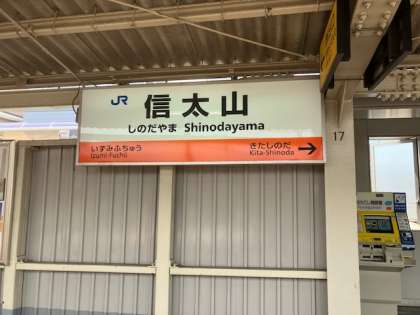 JR 信太山
しのだやま Shinodayama
いずみふちゅう きたしのだ
Izumi-Fuchū Kita-Shinoda
17